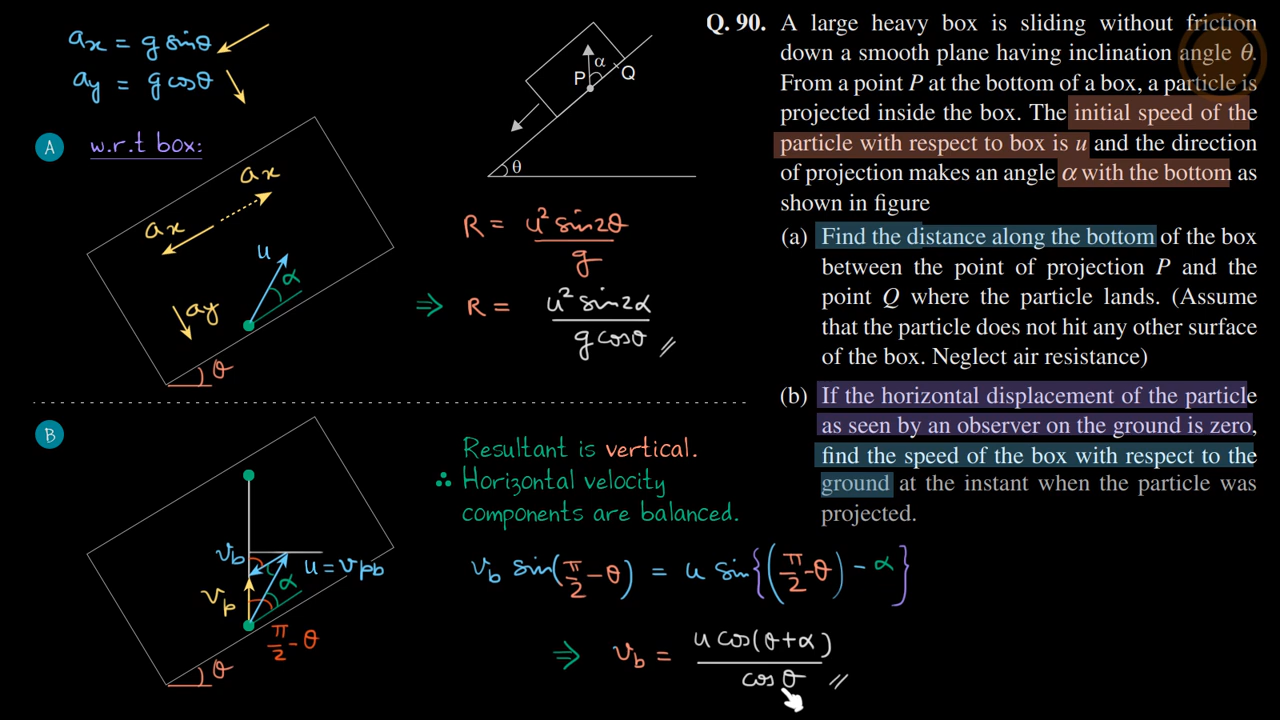 ax = g sinθ
ay = g cosθ
A
w.r.t box:
ax
ax
u
α
ay
θ
P
α
Q
θ
R = u² sin2θ / g
⇒ R = u² sin2α / g cosθ //
B
v_b
u = v_pb
v_p
α
π/2 - θ
θ
Resultant is vertical.
∴ Horizontal velocity
components are balanced.
v_b sin(π/2 - θ) = u sin{(π/2 - θ) - α}
⇒ v_b = u cos(θ+α) / cos θ //
Q. 90. A large heavy box is sliding without friction
down a smooth plane having inclination angle θ.
From a point P at the bottom of a box, a particle is
projected inside the box. The initial speed of the
particle with respect to box is u and the direction
of projection makes an angle α with the bottom as
shown in figure
(a) Find the distance along the bottom of the box
between the point of projection P and the
point Q where the particle lands. (Assume
that the particle does not hit any other surface
of the box. Neglect air resistance)
(b) If the horizontal displacement of the particle
as seen by an observer on the ground is zero,
find the speed of the box with respect to the
ground at the instant when the particle was
projected.